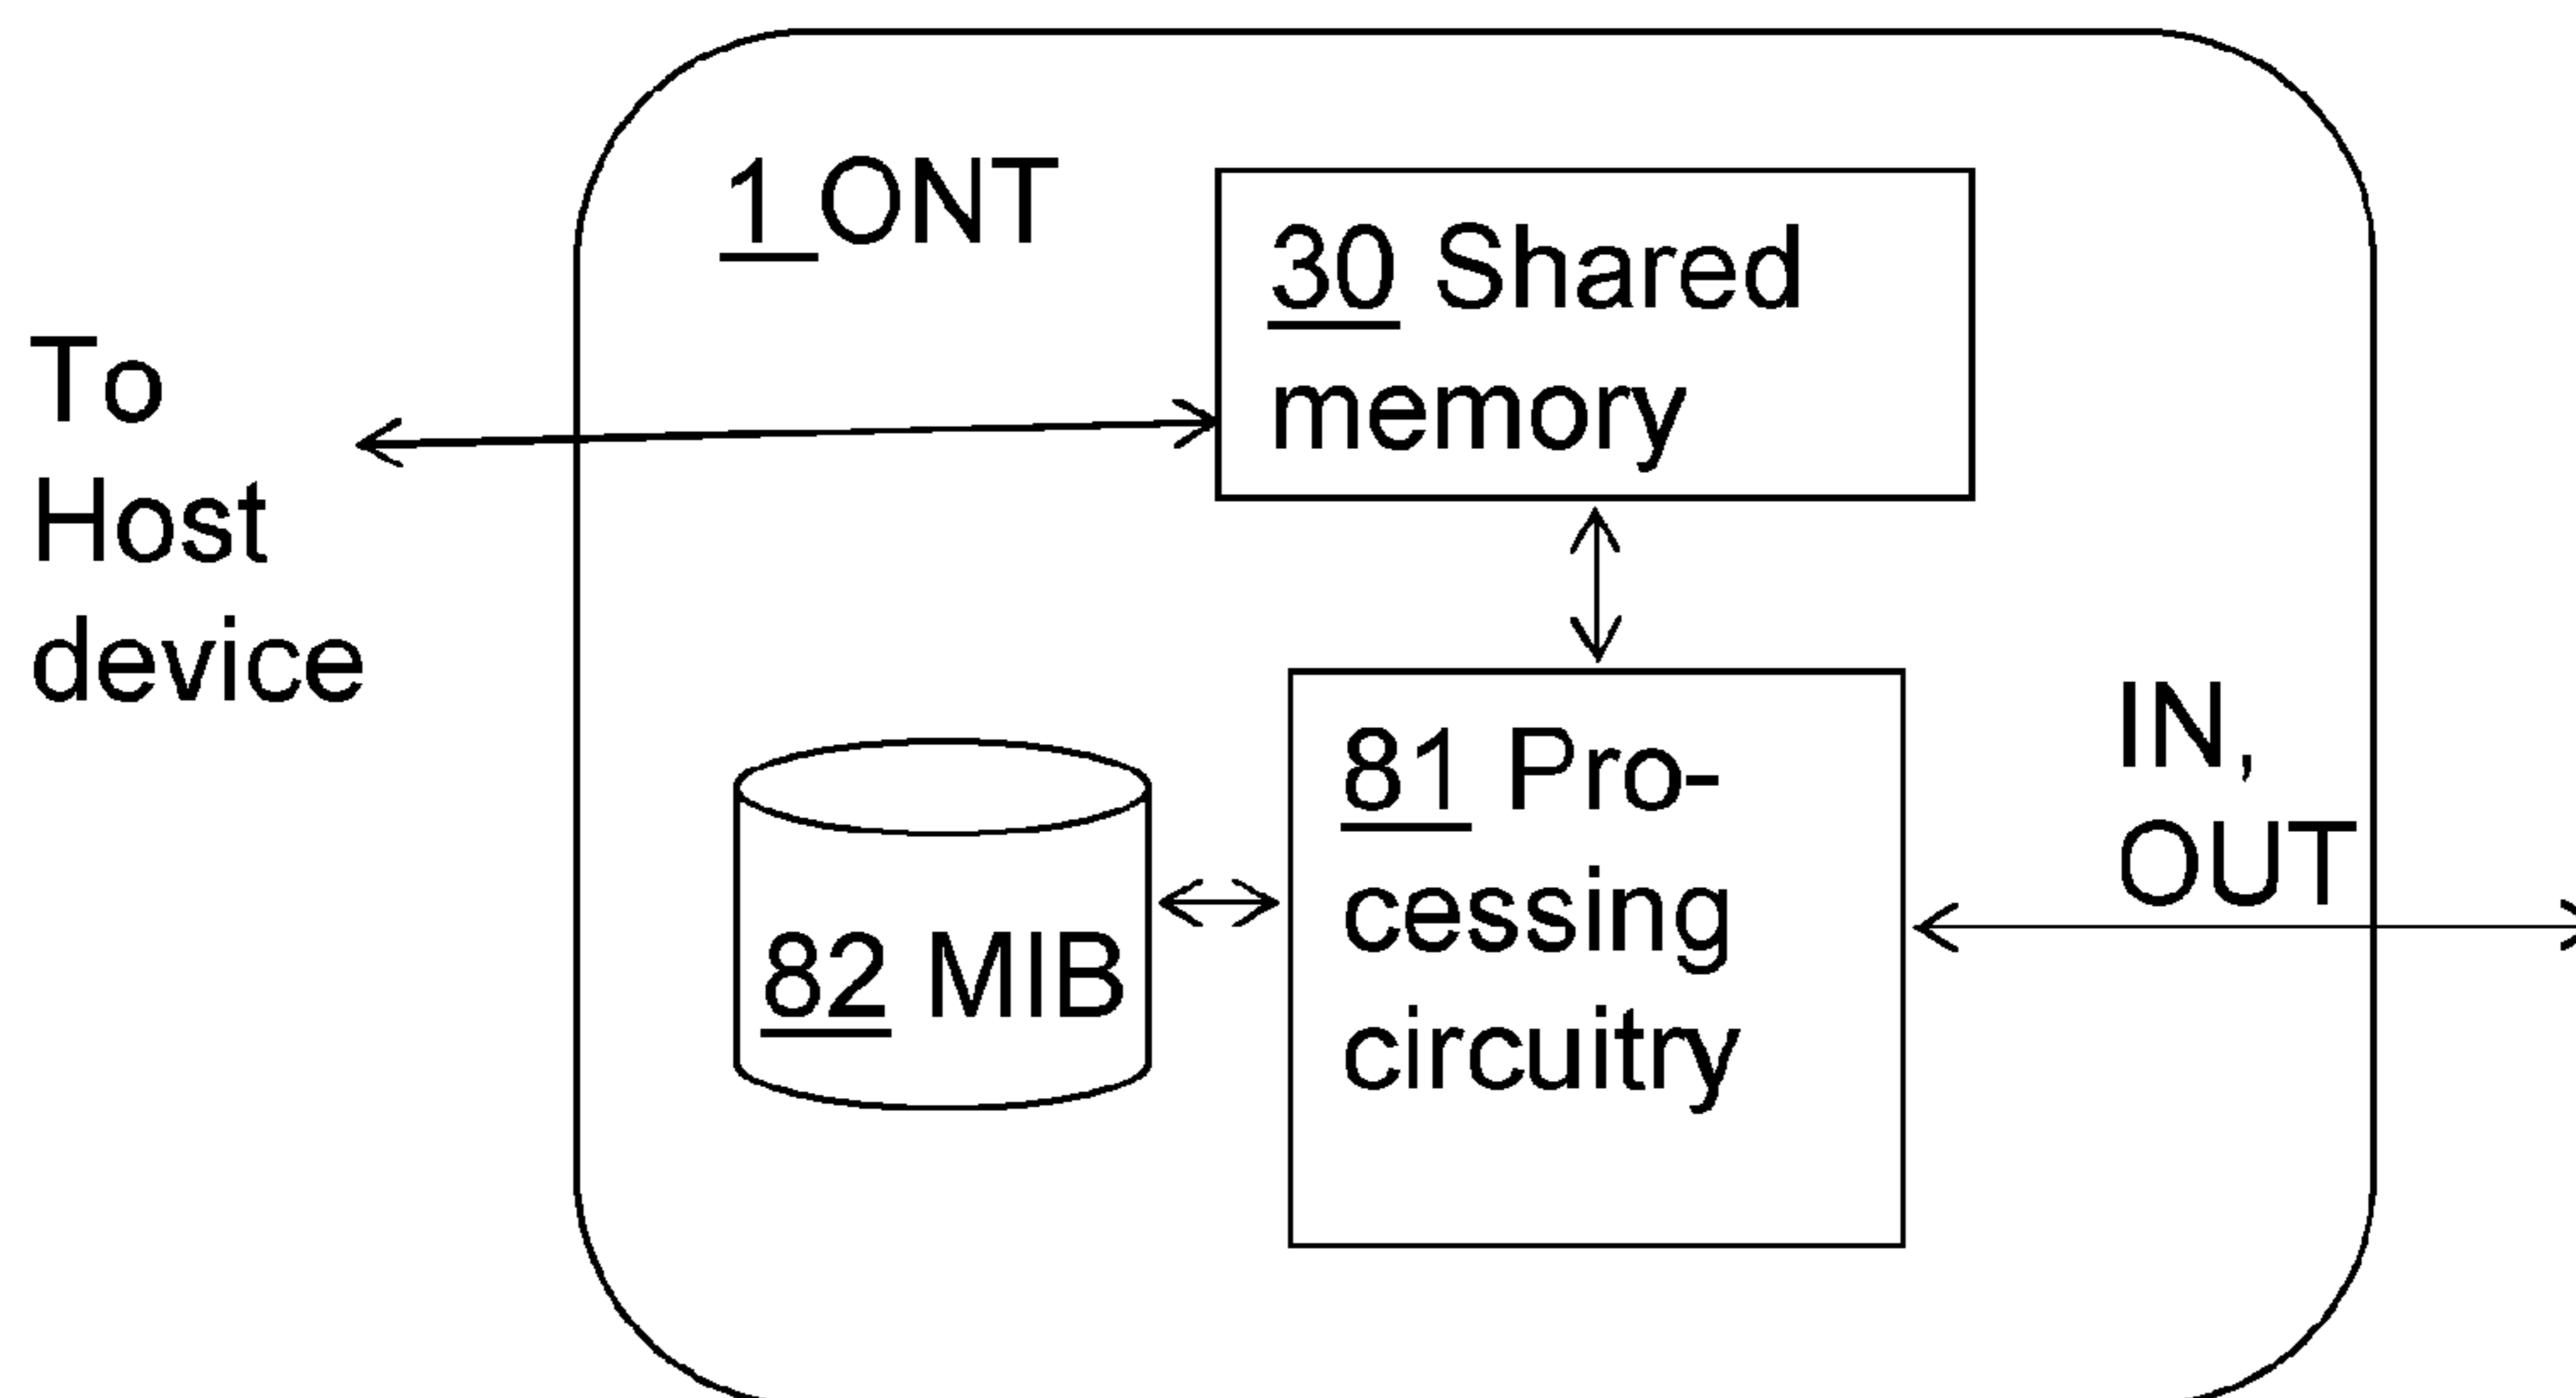 1 ONT
30 Shared
memory
To
Host
device
81 Pro-
cessing
circuitry
82 MIB
IN,
OUT